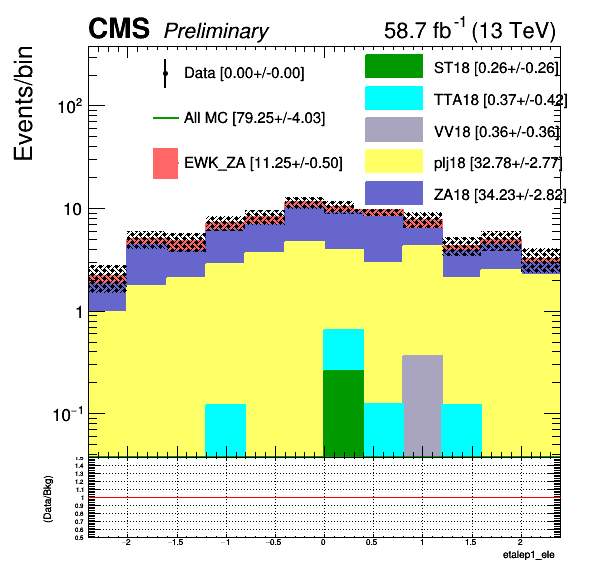 CMS Preliminary 58.7 fb⁻¹ (13 TeV)
Events/bin
Data [0.00+/-0.00]
All MC [79.25+/-4.03]
EWK_ZA [11.25+/-0.50]
ST18 [0.26+/-0.26]
TTA18 [0.37+/-0.42]
VV18 [0.36+/-0.36]
plj18 [32.78+/-2.77]
ZA18 [34.23+/-2.82]
10²
10
1
10⁻¹
(Data/Bkg)
1.5
1.4
1.3
1.2
1.1
1
0.9
0.8
0.7
0.6
0.5
−2 −1.5 −1 −0.5 0 0.5 1 1.5 2
etalep1_ele